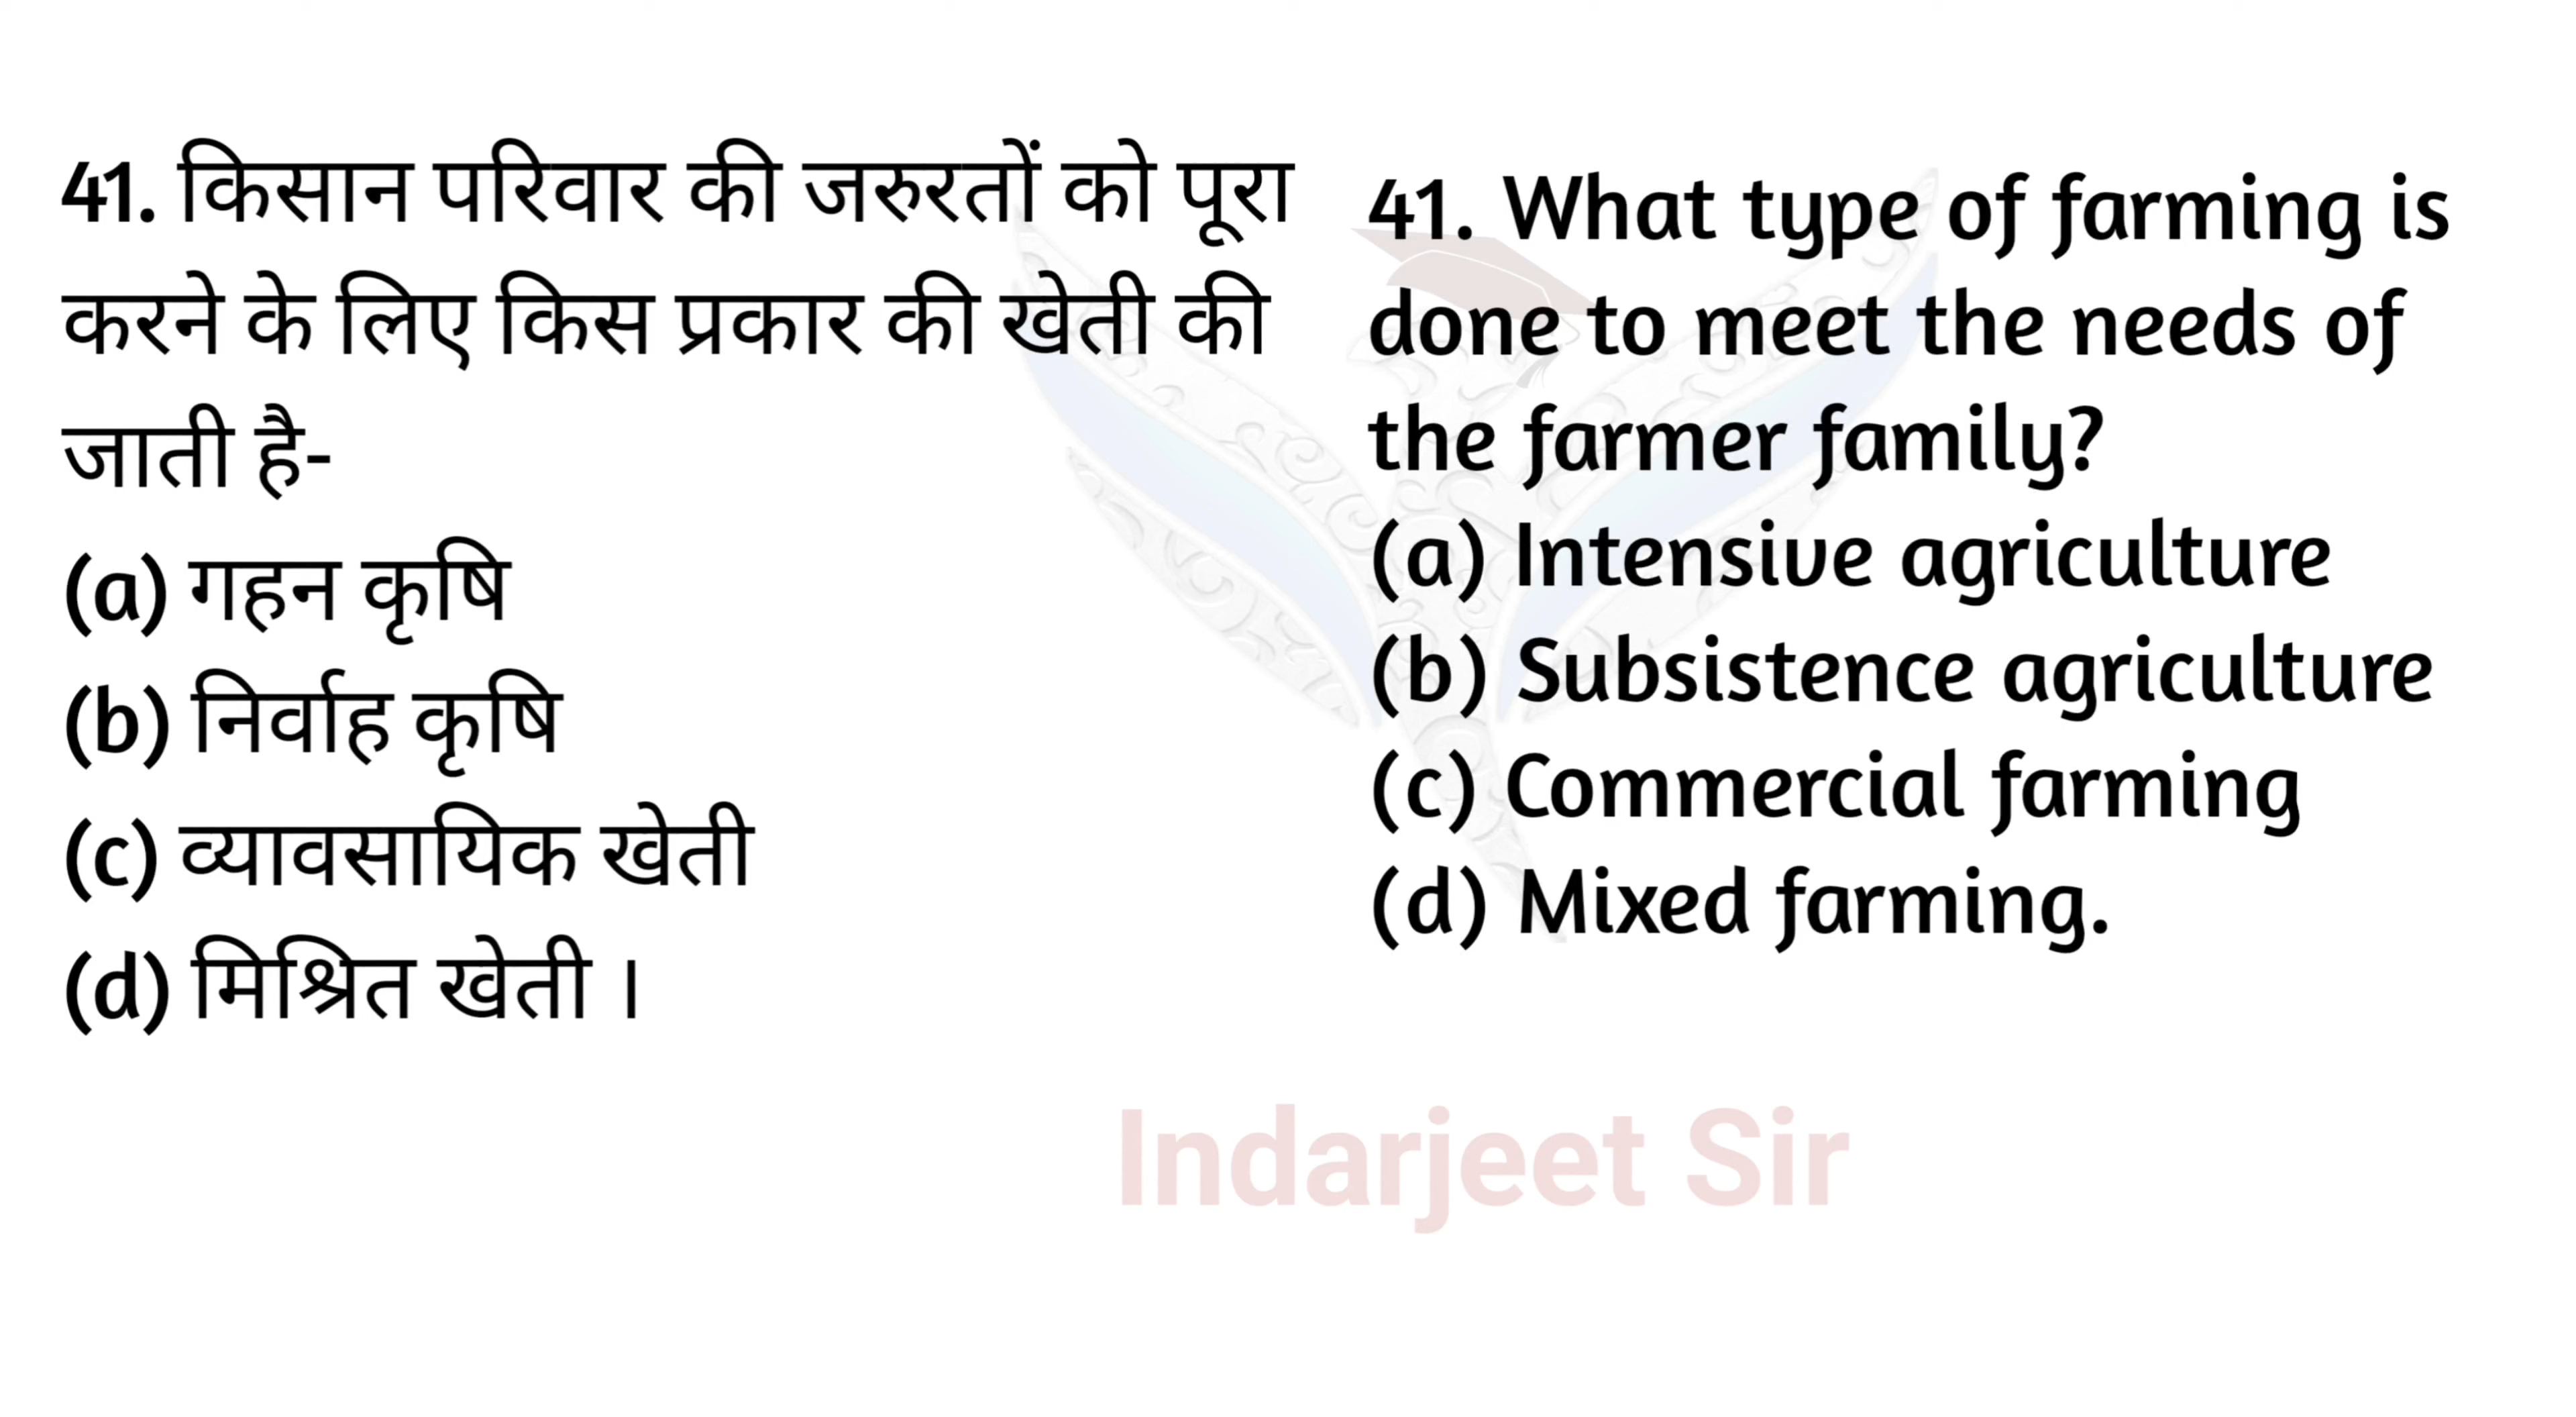 41. किसान परिवार की जरुरतों को पूरा
करने के लिए किस प्रकार की खेती की
जाती है-
(a) गहन कृषि
(b) निर्वाह कृषि
(c) व्यावसायिक खेती
(d) मिश्रित खेती ।
41. What type of farming is
done to meet the needs of
the farmer family?
(a) Intensive agriculture
(b) Subsistence agriculture
(c) Commercial farming
(d) Mixed farming.
Indarjeet Sir